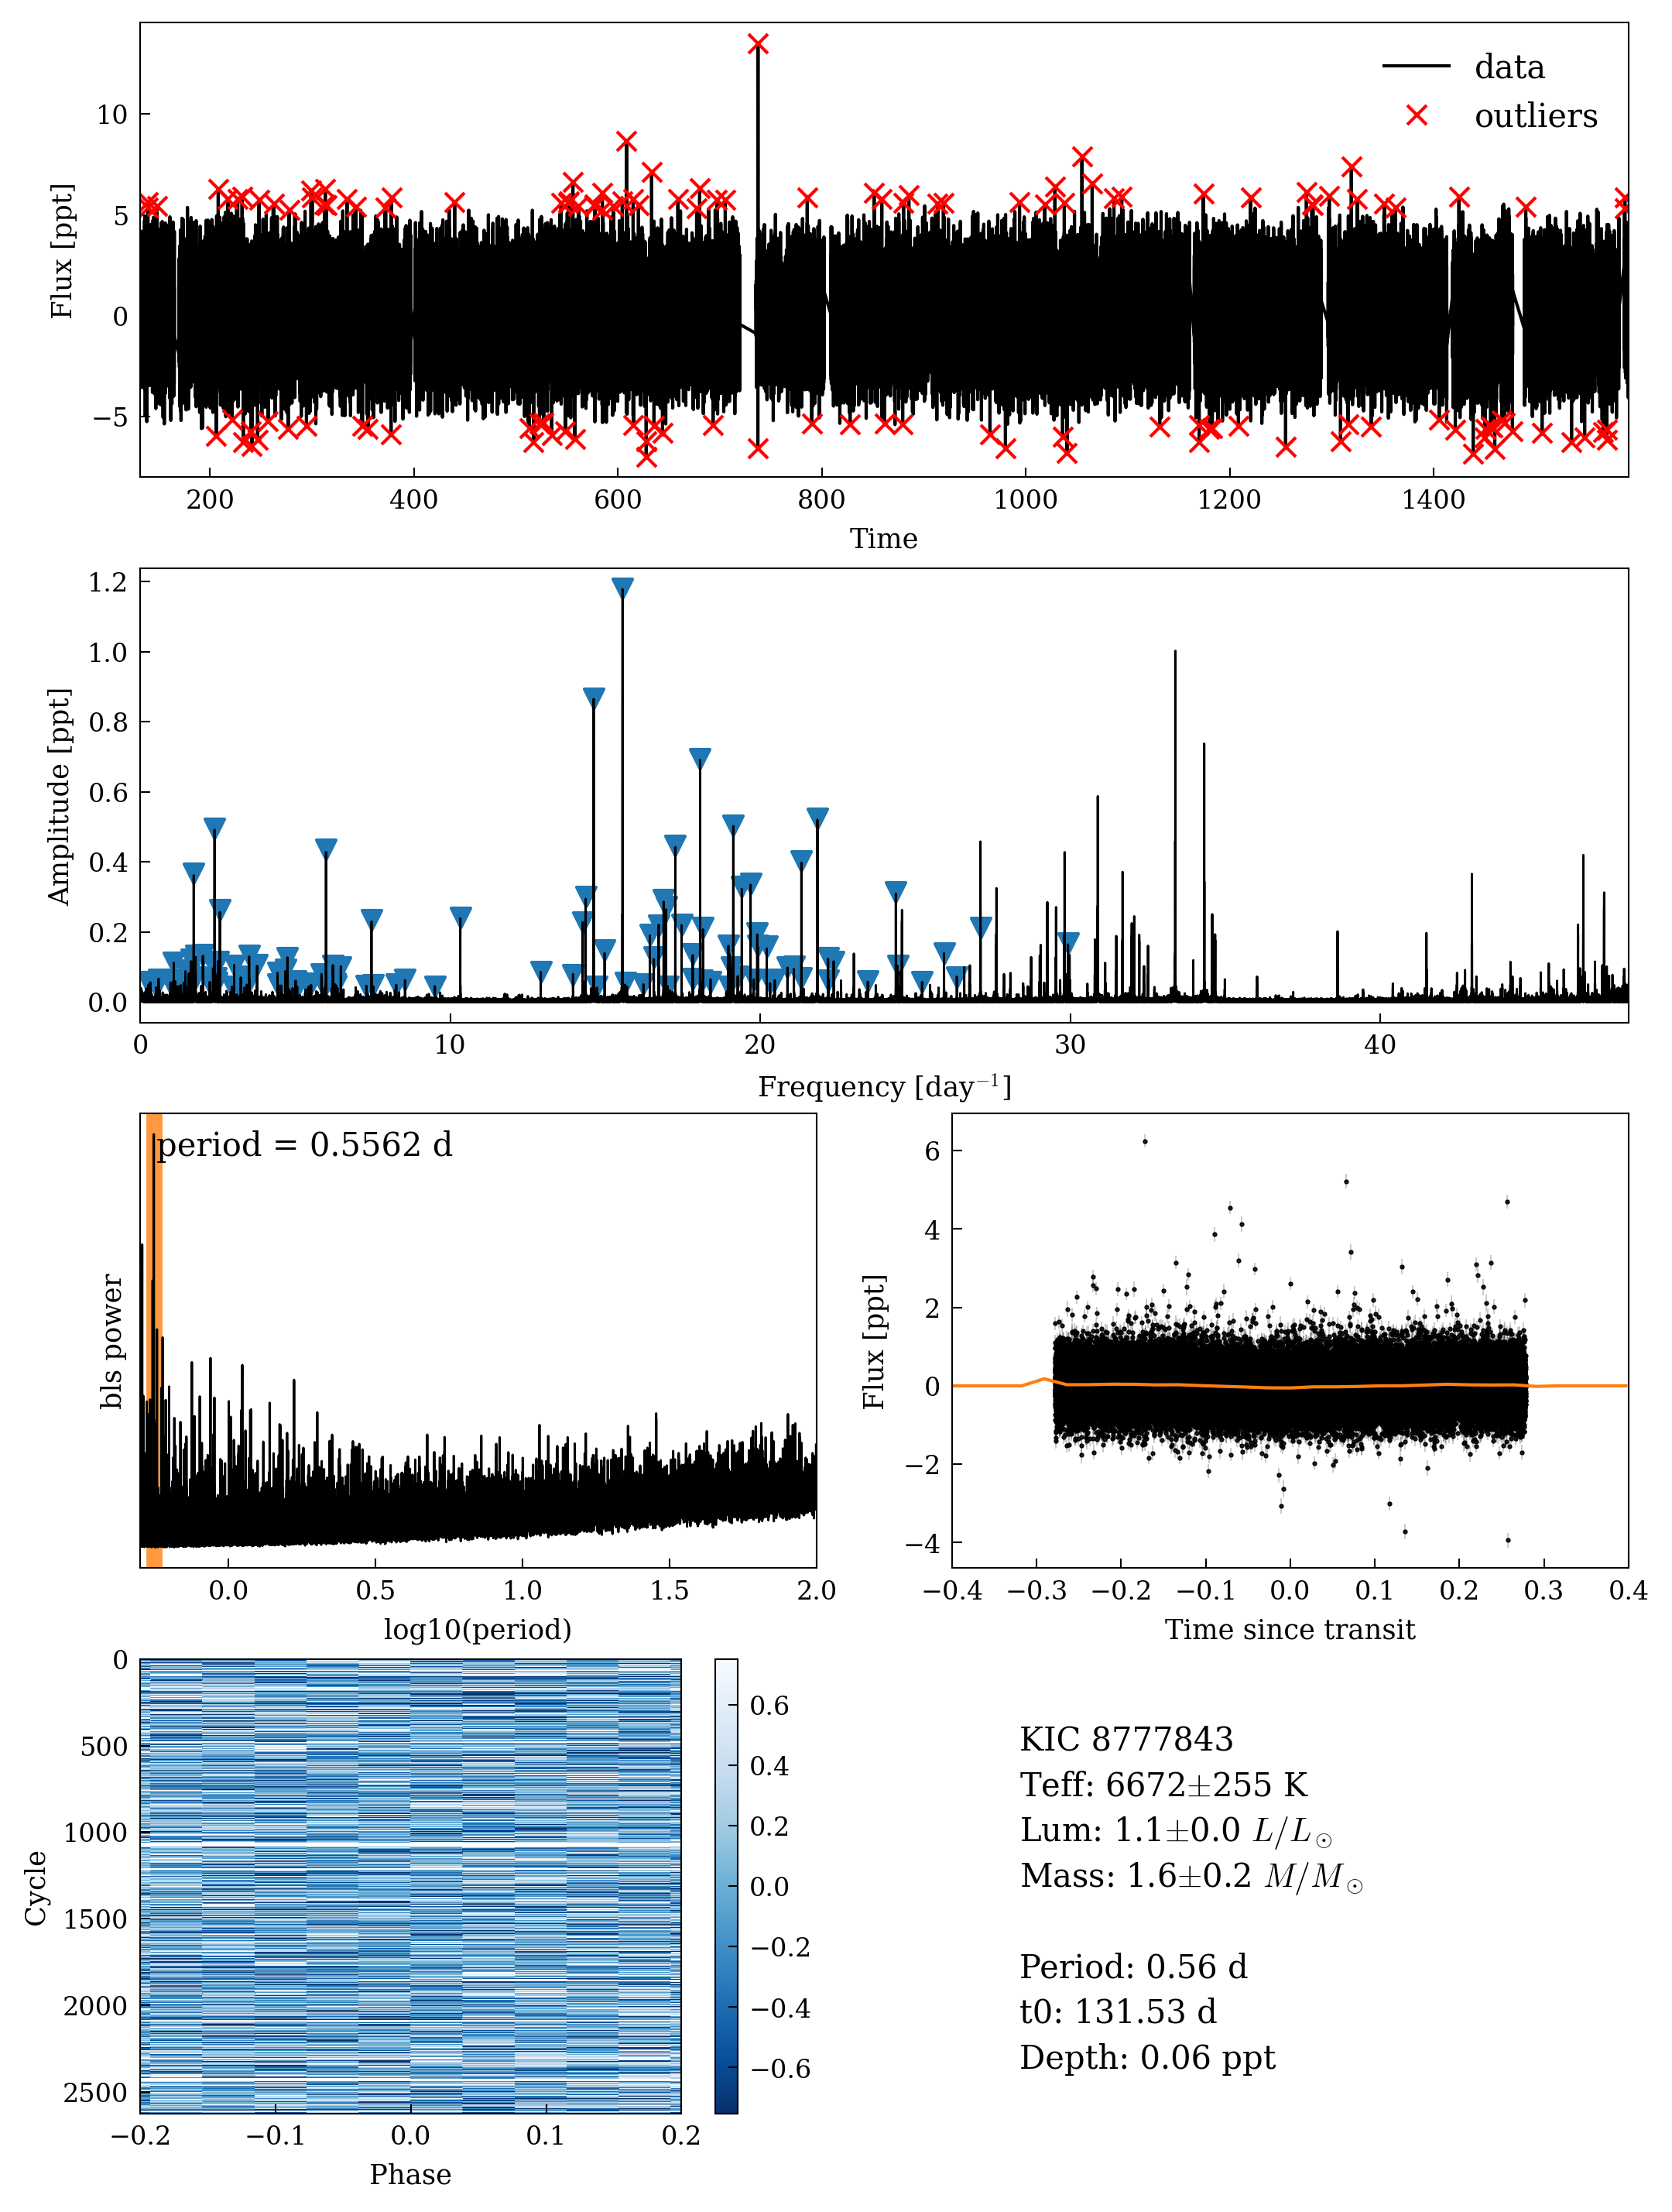 data
outliers
10
5
0
−5
Flux [ppt]
200 400 600 800 1000 1200 1400
Time
1.2
1.0
0.8
0.6
0.4
0.2
0.0
Amplitude [ppt]
0 10 20 30 40
Frequency [day⁻¹]
period = 0.5562 d
bls power
0.0 0.5 1.0 1.5 2.0
log10(period)
6
4
2
0
−2
−4
Flux [ppt]
−0.4 −0.3 −0.2 −0.1 0.0 0.1 0.2 0.3 0.4
Time since transit
0
500
1000
1500
2000
2500
Cycle
−0.2 −0.1 0.0 0.1 0.2
Phase
0.6
0.4
0.2
0.0
−0.2
−0.4
−0.6
KIC 8777843
Teff: 6672±255 K
Lum: 1.1±0.0 L/L☉
Mass: 1.6±0.2 M/M☉
Period: 0.56 d
t0: 131.53 d
Depth: 0.06 ppt